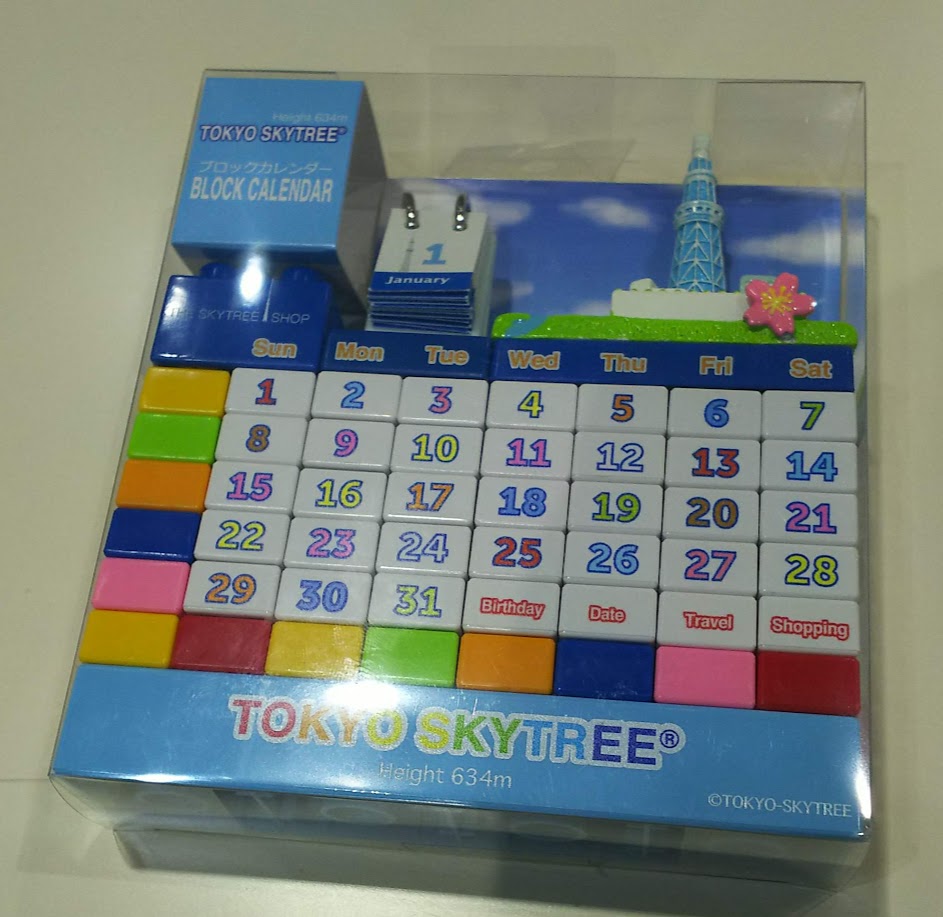 Height 634m
TOKYO SKYTREE®
ブロックカレンダー
BLOCK CALENDAR
1
January
SKYTREE SHOP
Sun Mon Tue Wed Thu Fri Sat
1 2 3 4 5 6 7
8 9 10 11 12 13 14
15 16 17 18 19 20 21
22 23 24 25 26 27 28
29 30 31 Birthday Date Travel Shopping
TOKYO SKYTREE®
Height 634m
©TOKYO-SKYTREE